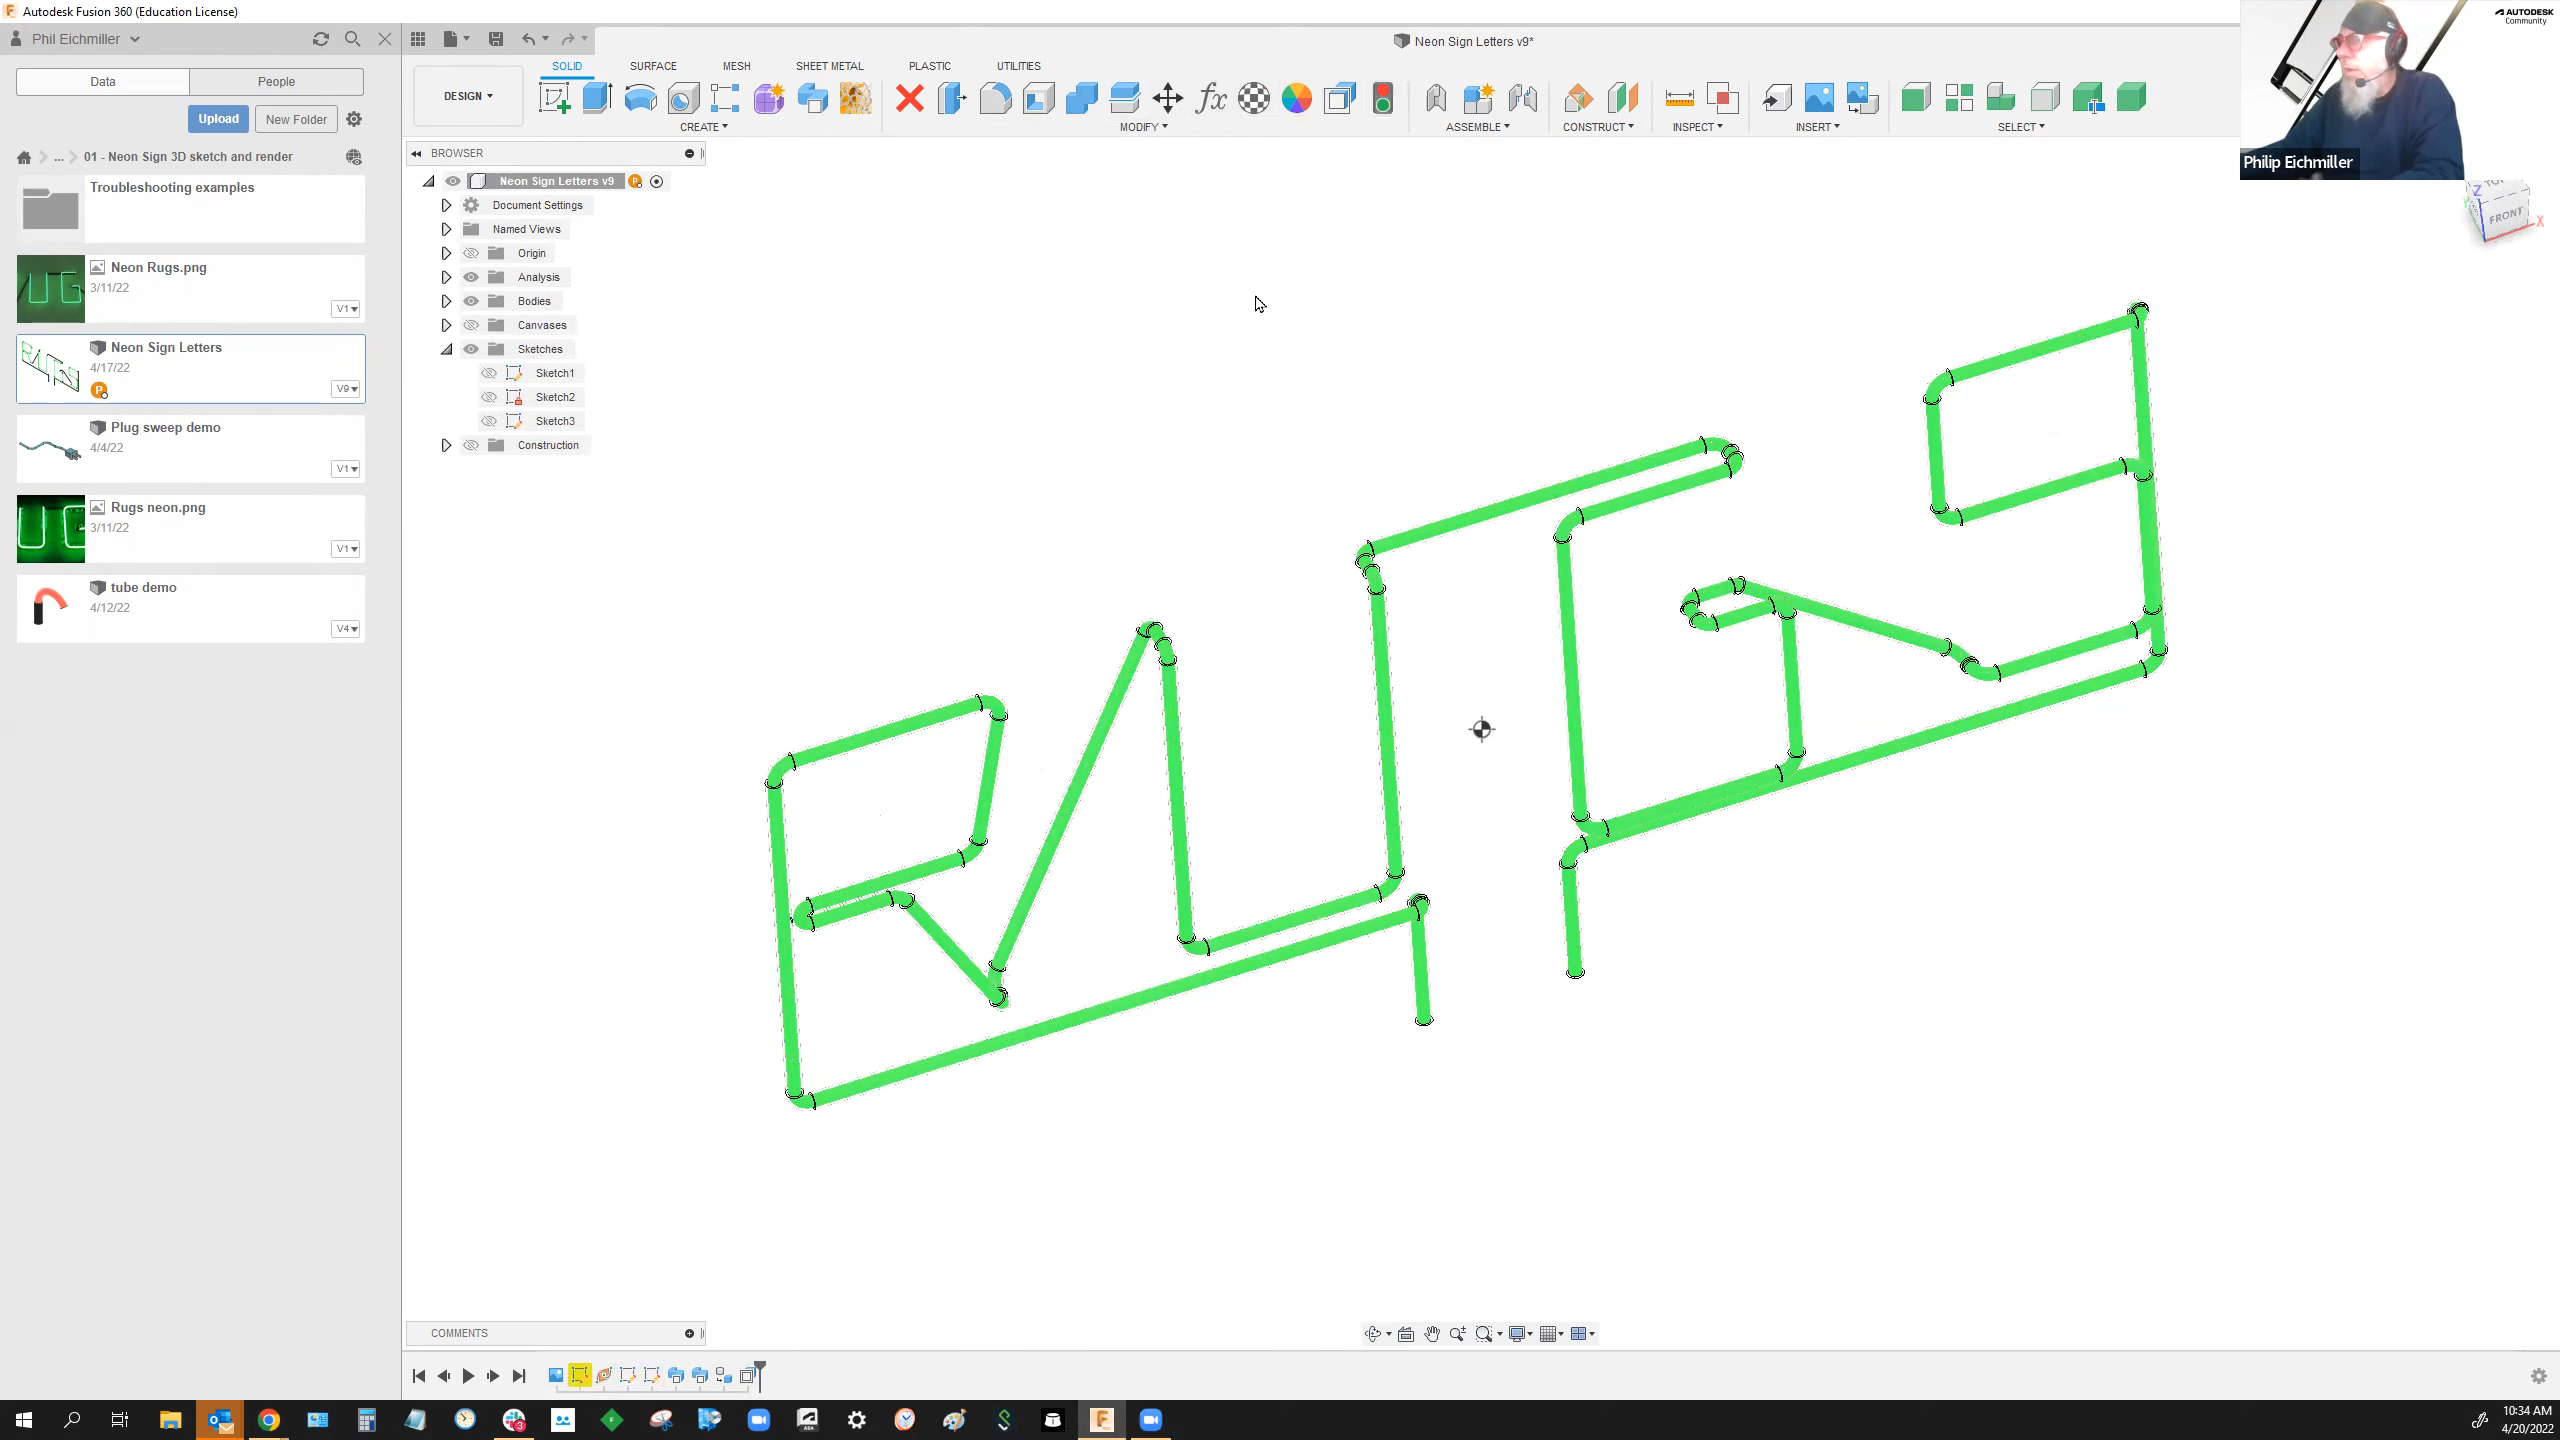 Autodesk Fusion 360 (Education License)
Phil Eichmiller
Data
People
Upload
New Folder
... 01 - Neon Sign 3D sketch and render
Troubleshooting examples
Neon Rugs.png
3/11/22
V1
Neon Sign Letters
4/17/22
P
V9
Plug sweep demo
4/4/22
V1
Rugs neon.png
3/11/22
V1
tube demo
4/12/22
V4
Neon Sign Letters v9*
DESIGN
SOLID
SURFACE
MESH
SHEET METAL
PLASTIC
UTILITIES
CREATE
MODIFY
ASSEMBLE
CONSTRUCT
INSPECT
INSERT
SELECT
fx
BROWSER
Neon Sign Letters v9
P
Document Settings
Named Views
Origin
Analysis
Bodies
Canvases
Sketches
Sketch1
Sketch2
Sketch3
Construction
AUTODESK
Community
Philip Eichmiller
Z
FRONT
X
COMMENTS
10:34 AM
4/20/2022